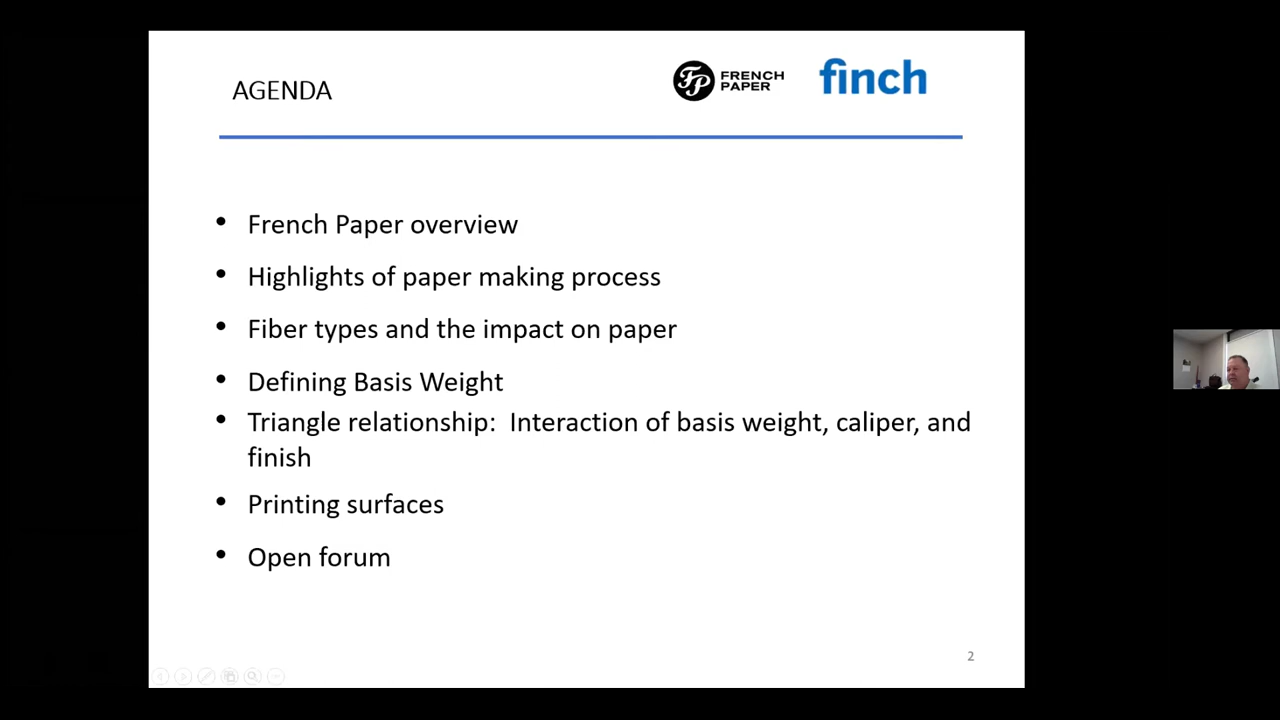 AGENDA
FP FRENCH
PAPER
finch
• French Paper overview
• Highlights of paper making process
• Fiber types and the impact on paper
• Defining Basis Weight
• Triangle relationship:  Interaction of basis weight, caliper, and
finish
• Printing surfaces
• Open forum
2